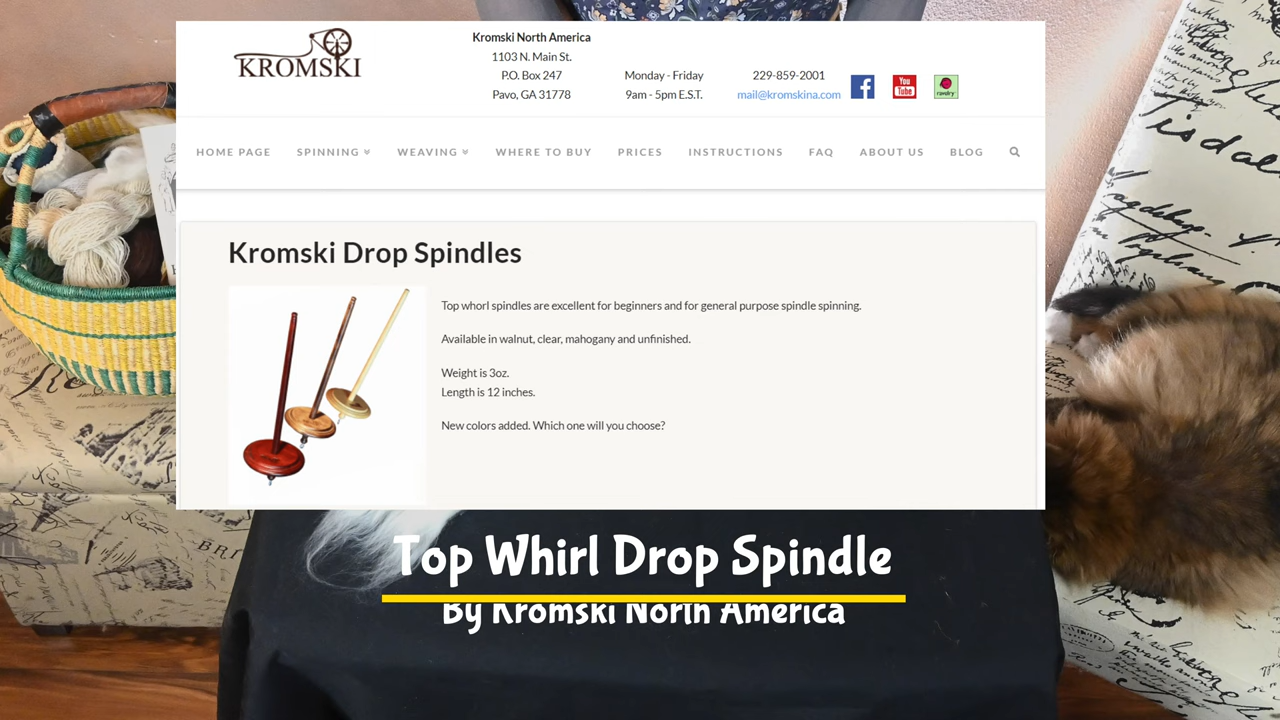 KROMSKI
Kromski North America
1103 N. Main St.
P.O. Box 247
Pavo, GA 31778
Monday - Friday
9am - 5pm E.S.T.
229-859-2001
mail@kromskina.com
You
Tube
ravelry
HOME PAGE
SPINNING
WEAVING
WHERE TO BUY
PRICES
INSTRUCTIONS
FAQ
ABOUT US
BLOG
Kromski Drop Spindles
Top whorl spindles are excellent for beginners and for general purpose spindle spinning.
Available in walnut, clear, mahogany and unfinished.
Weight is 3oz.
Length is 12 inches.
New colors added. Which one will you choose?
Top Whirl Drop Spindle
By Kromski North America